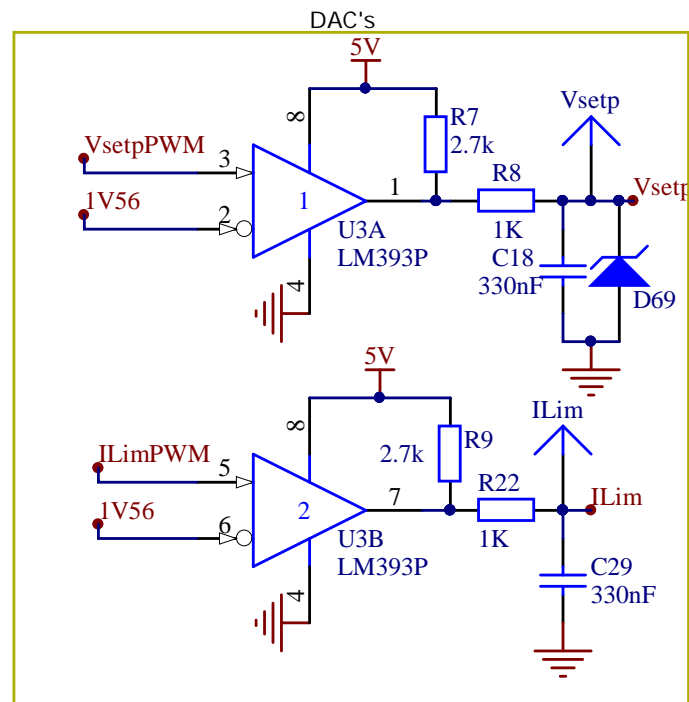 DAC's
5V
Vsetp
R7
2.7k
8
VsetpPWM
3
R8
1
1
Vsetp
1V56
2
U3A
LM393P
1K
C18
330nF
4
D69
5V
ILim
8
R9
2.7k
ILimPWM
5
R22
7
2
ILim
1V56
6
U3B
LM393P
1K
C29
330nF
4